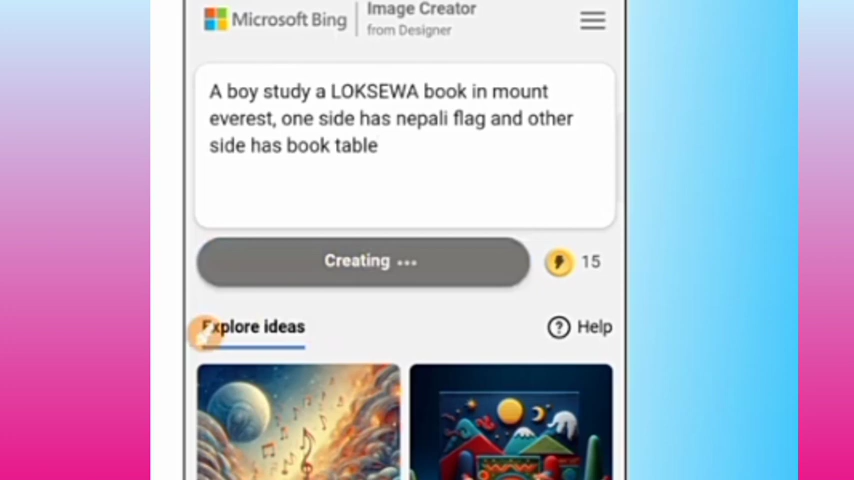 Microsoft Bing
Image Creator
from Designer
A boy study a LOKSEWA book in mount
everest, one side has nepali flag and other
side has book table
Creating •••
15
Explore ideas
Help